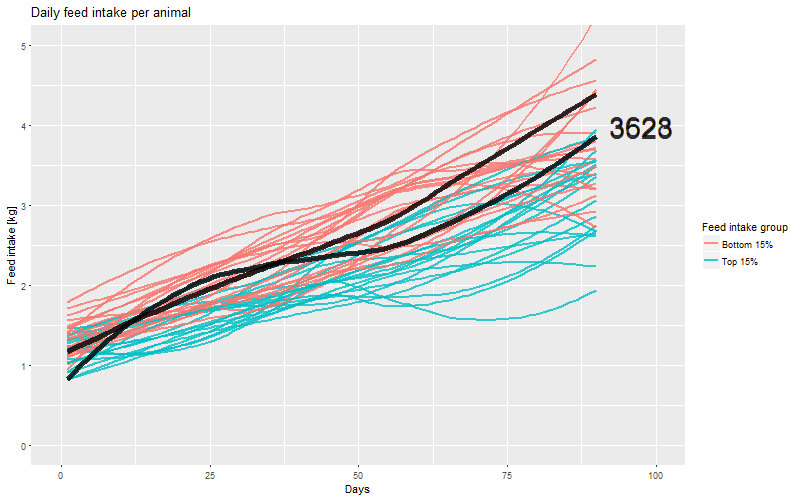 Daily feed intake per animal
5
4
3
2
1
0
Feed intake [kg]
0
25
50
75
100
Days
3628
Feed intake group
Bottom 15%
Top 15%